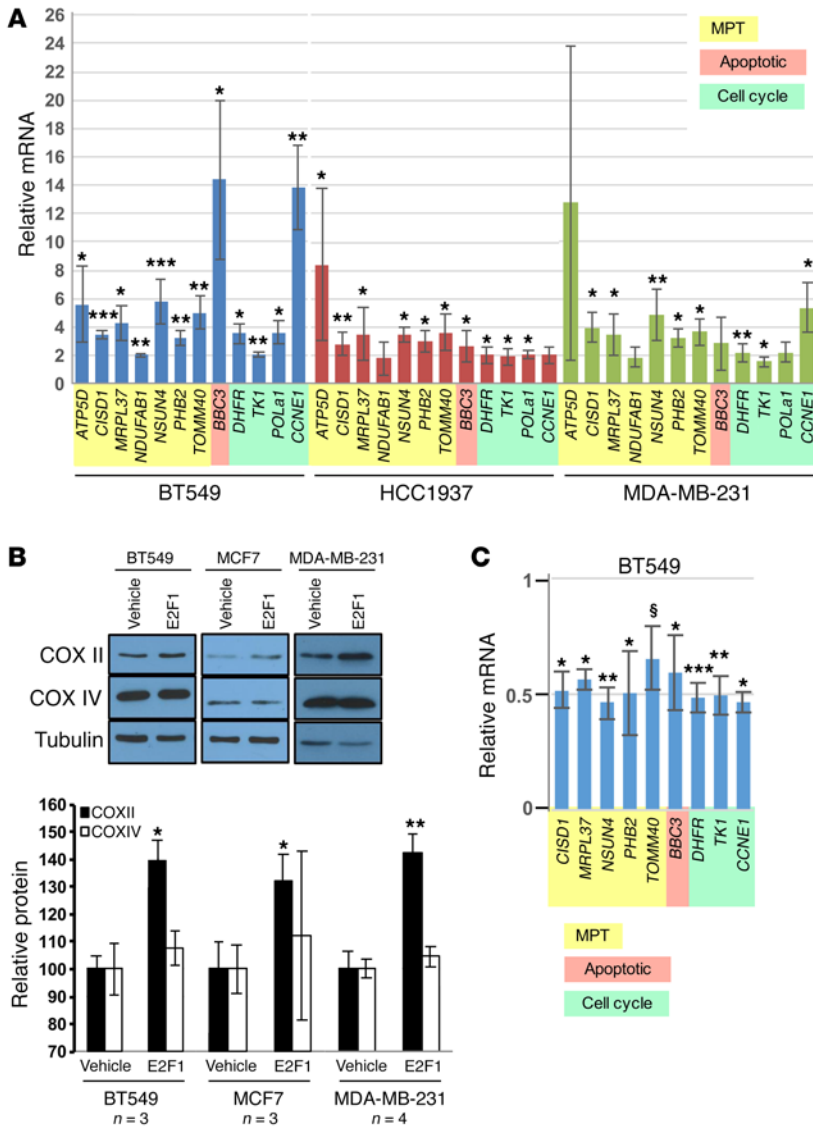 A
26
24
22
20
18
16
14
12
10
8
6
4
2
0
Relative mRNA
MPT
Apoptotic
Cell cycle
* *** * ** *** ** ** * * ** * **
* ** * * * * * * * *
* * ** * * ** * *
ATP5D CISD1 MRPL37 NDUFAB1 NSUN4 PHB2 TOMM40 BBC3 DHFR TK1 POLa1 CCNE1
ATP5D CISD1 MRPL37 NDUFAB1 NSUN4 PHB2 TOMM40 BBC3 DHFR TK1 POLa1 CCNE1
ATP5D CISD1 MRPL37 NDUFAB1 NSUN4 PHB2 TOMM40 BBC3 DHFR TK1 POLa1 CCNE1
BT549 HCC1937 MDA-MB-231
B
BT549 MCF7 MDA-MB-231
Vehicle E2F1 Vehicle E2F1 Vehicle E2F1
COX II
COX IV
Tubulin
160
150
140
130
120
110
100
90
80
70
Relative protein
COXII
COXIV
* * **
Vehicle E2F1 Vehicle E2F1 Vehicle E2F1
BT549 MCF7 MDA-MB-231
n = 3 n = 3 n = 4
C
BT549
1
0.5
0
Relative mRNA
* * ** * § * *** ** *
CISD1 MRPL37 NSUN4 PHB2 TOMM40 BBC3 DHFR TK1 CCNE1
MPT
Apoptotic
Cell cycle